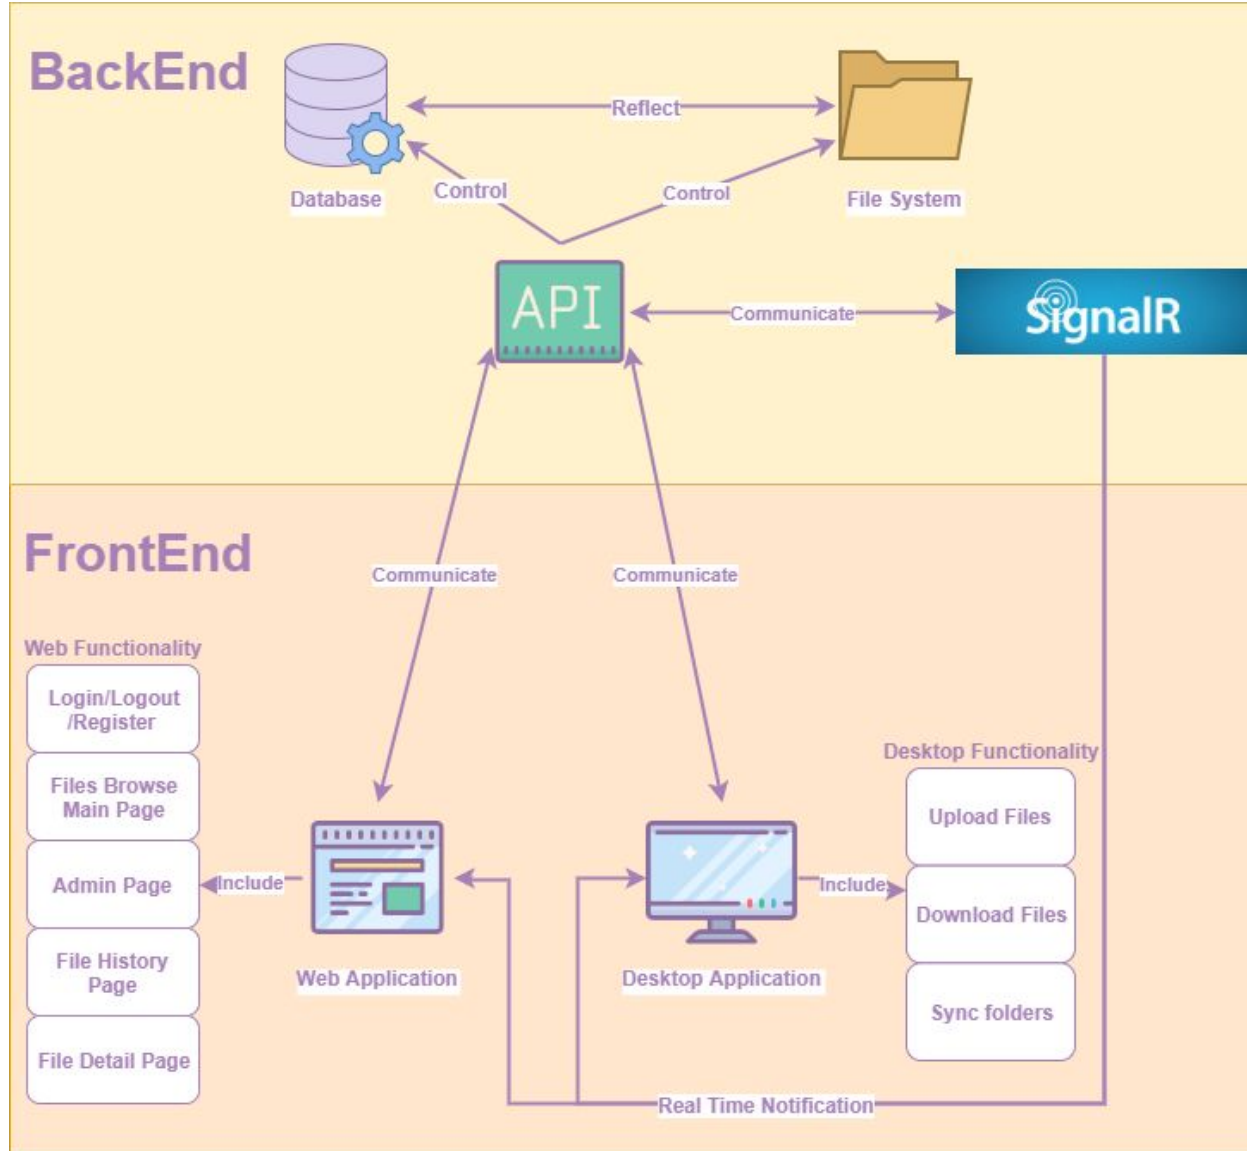 BackEnd
Reflect
Database
Control
Control
File System
API
Communicate
SignalR
FrontEnd
Communicate
Communicate
Web Functionality
Login/Logout
/Register
Files Browse
Main Page
Admin Page
File History
Page
File Detail Page
Include
Web Application
Desktop Application
Include
Desktop Functionality
Upload Files
Download Files
Sync folders
Real Time Notification